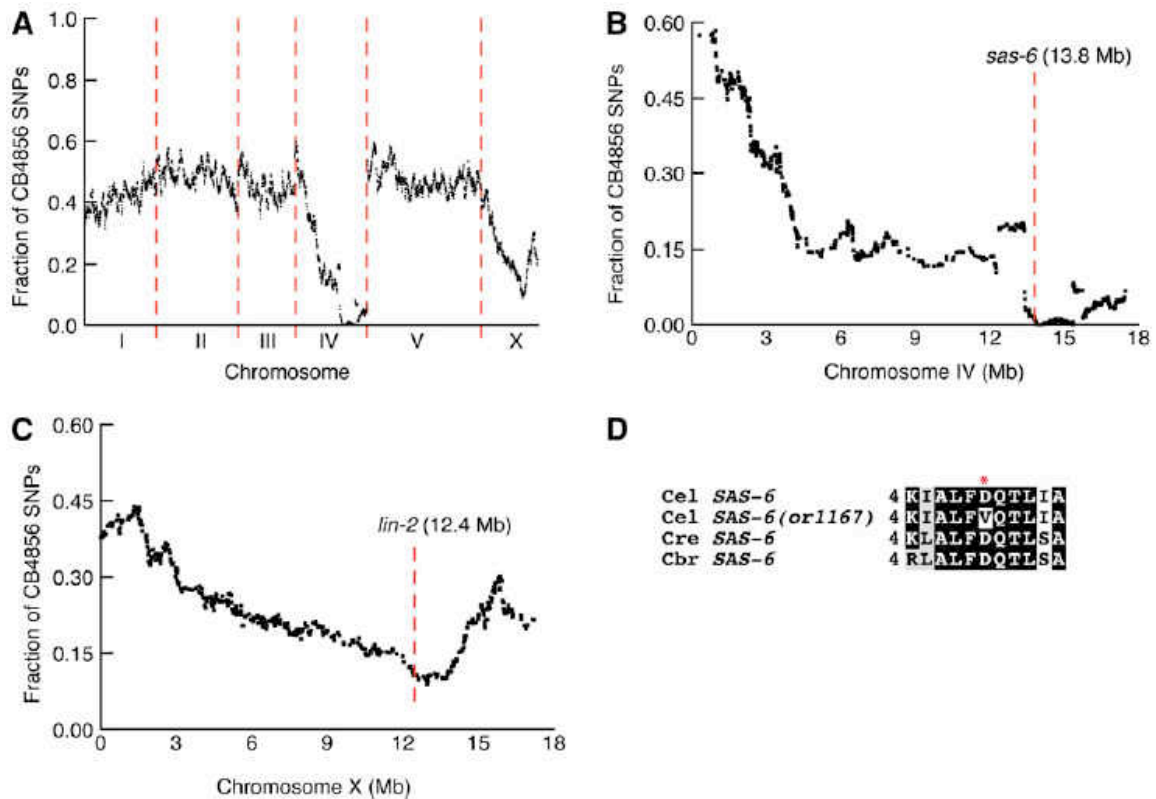 A
Fraction of CB4856 SNPs
1.0
0.8
0.6
0.4
0.2
0.0
I II III IV V X
Chromosome
B
Fraction of CB4856 SNPs
0.60
0.45
0.30
0.15
0.00
sas-6 (13.8 Mb)
0 3 6 9 12 15 18
Chromosome IV (Mb)
C
Fraction of CB4856 SNPs
0.60
0.45
0.30
0.15
0.00
lin-2 (12.4 Mb)
0 3 6 9 12 15 18
Chromosome X (Mb)
D
*
Cel SAS-6 4 KIALFDQTLIA
Cel SAS-6(or1167) 4 KIALFVQTLIA
Cre SAS-6 4 KLALFDQTLSA
Cbr SAS-6 4 RLALFDQTLSA